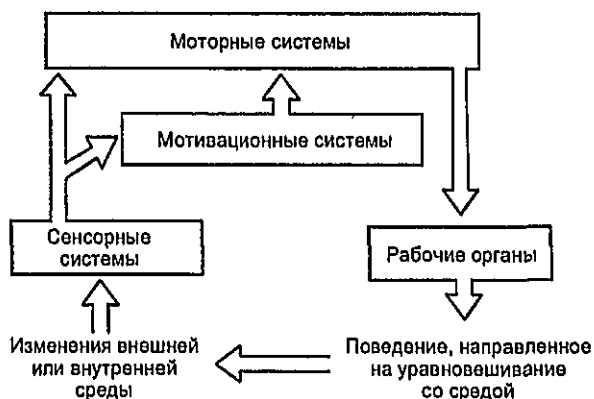 Моторные системы
Мотивационные системы
Сенсорные
системы
Рабочие органы
Изменения внешней
или внутренней
среды
Поведение, направленное
на уравновешивание
со средой